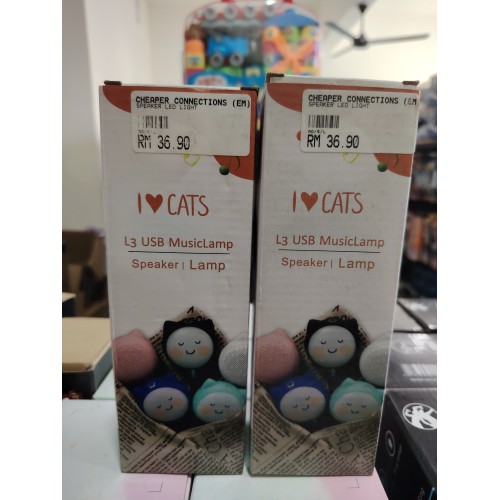 CHEAPER CONNECTIONS (EM)
SPEAKER LED LIGHT
RM 36.90
I♥CATS
L3 USB MusicLamp
Speaker | Lamp
CHEAPER CONNECTIONS (EM
SPEAKER LED LIGHT
RM 36.90
I♥CATS
L3 USB MusicLamp
Speaker | Lamp